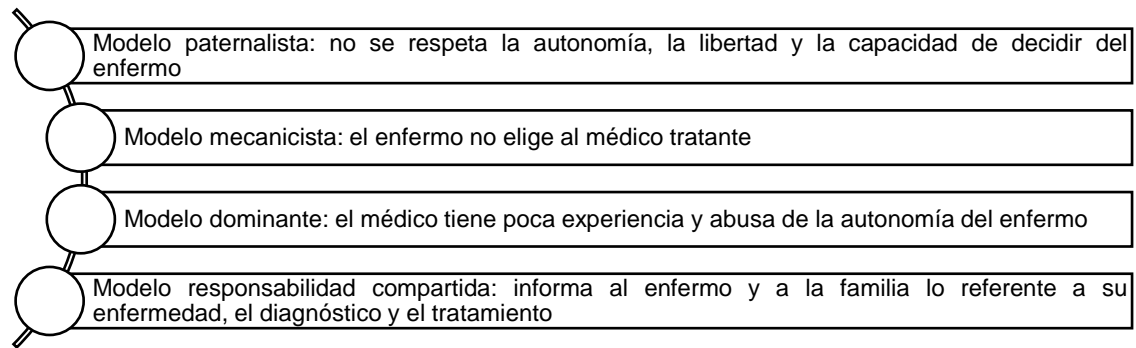 Modelo paternalista: no se respeta la autonomía, la libertad y la capacidad de decidir del
enfermo
Modelo mecanicista: el enfermo no elige al médico tratante
Modelo dominante: el médico tiene poca experiencia y abusa de la autonomía del enfermo
Modelo responsabilidad compartida: informa al enfermo y a la familia lo referente a su
enfermedad, el diagnóstico y el tratamiento